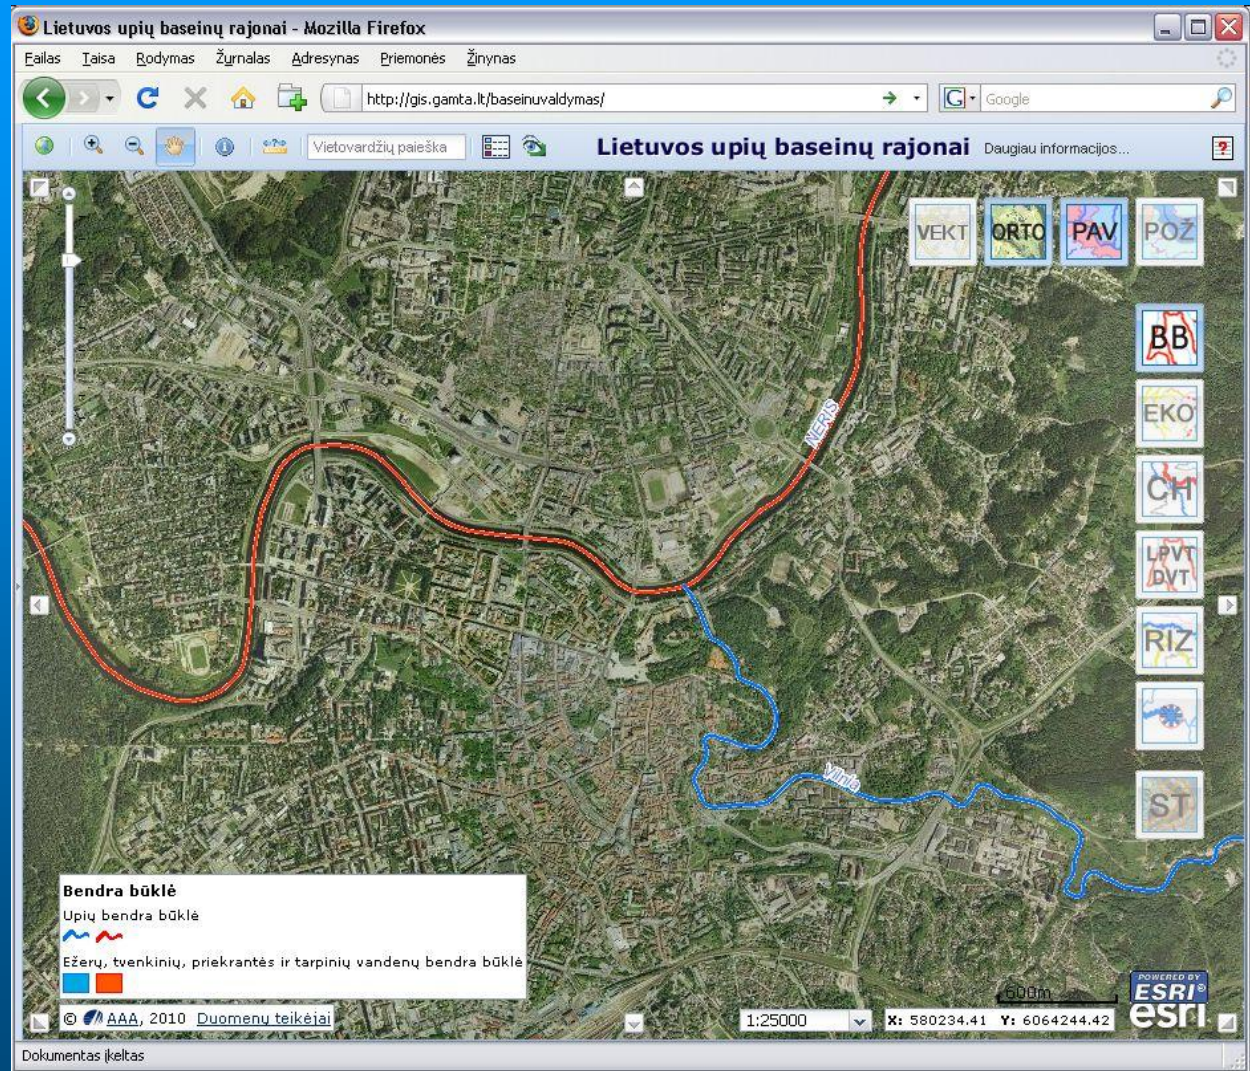 Lietuvos upių baseinų rajonai - Mozilla Firefox
Failas Taisa Rodymas Žurnalas Adresynas Priemonės Žinynas
http://gis.gamta.lt/baseinuvaldymas/
G Google
Vietovardžių paieška
Lietuvos upių baseinų rajonai Daugiau informacijos... ?
VEKT ORTO PAV POŽ
BB
EKO
NERIS
CH
LPVT
DVT
RIZ
Vilnia
ST
Bendra būklė
Upių bendra būklė
Ežerų, tvenkinių, priekrantės ir tarpinių vandenų bendra būklė
© AAA, 2010 Duomenų teikėjai
600m
1:25000
X: 580234.41 Y: 6064244.42
POWERED BY
ESRI®
esri
Dokumentas įkeltas